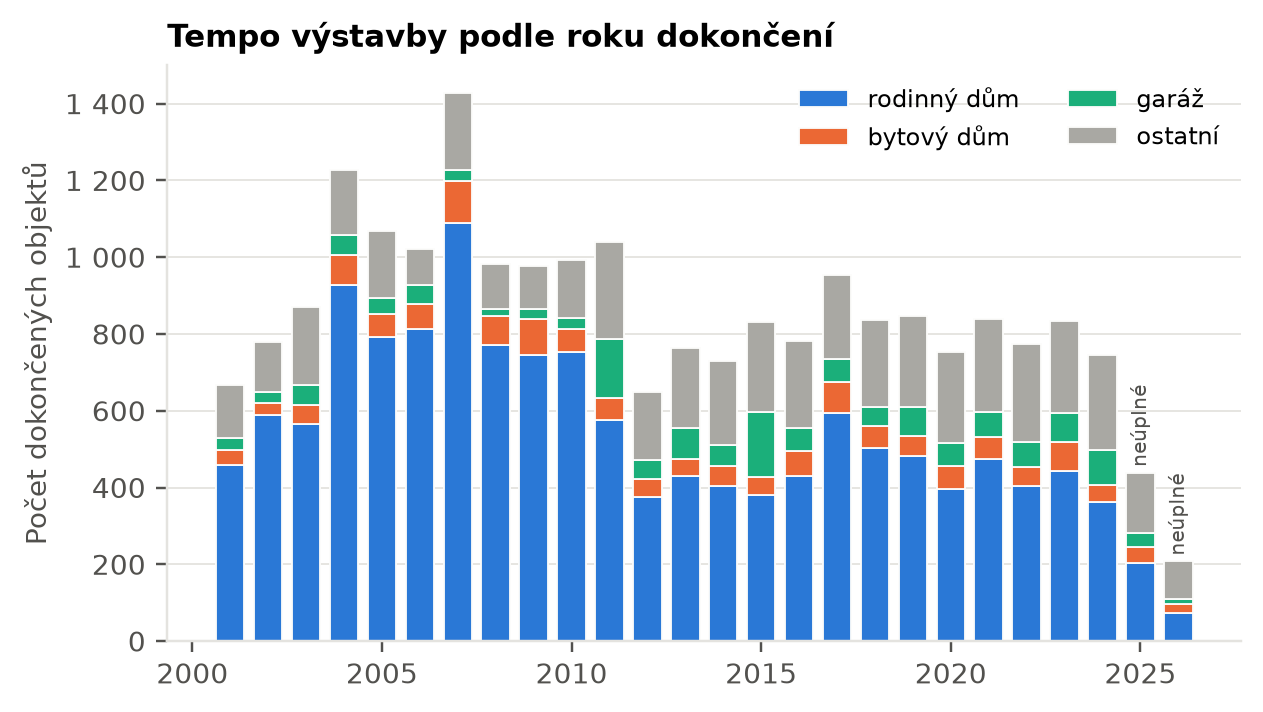 Tempo výstavby podle roku dokončení
Počet dokončených objektů
1 400
1 200
1 000
800
600
400
200
0
rodinný dům
bytový dům
garáž
ostatní
neúplné
neúplné
2000
2005
2010
2015
2020
2025